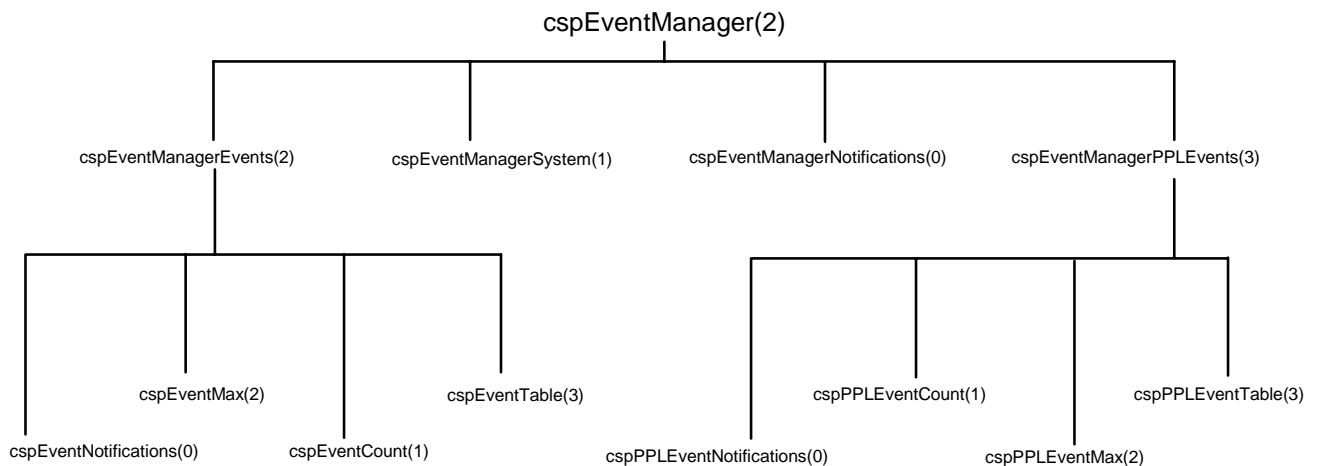 cspEventManager(2)
cspEventManagerEvents(2)
cspEventManagerSystem(1)
cspEventManagerNotifications(0)
cspEventManagerPPLEvents(3)
cspEventMax(2)
cspEventTable(3)
cspEventNotifications(0)
cspEventCount(1)
cspPPLEventCount(1)
cspPPLEventTable(3)
cspPPLEventNotifications(0)
cspPPLEventMax(2)